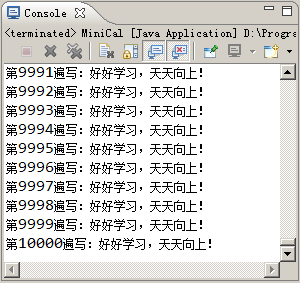 Console
<terminated> MiniCal [Java Application] D:\Progra
第9991遍写：好好学习，天天向上！
第9992遍写：好好学习，天天向上！
第9993遍写：好好学习，天天向上！
第9994遍写：好好学习，天天向上！
第9995遍写：好好学习，天天向上！
第9996遍写：好好学习，天天向上！
第9997遍写：好好学习，天天向上！
第9998遍写：好好学习，天天向上！
第9999遍写：好好学习，天天向上！
第10000遍写：好好学习，天天向上！